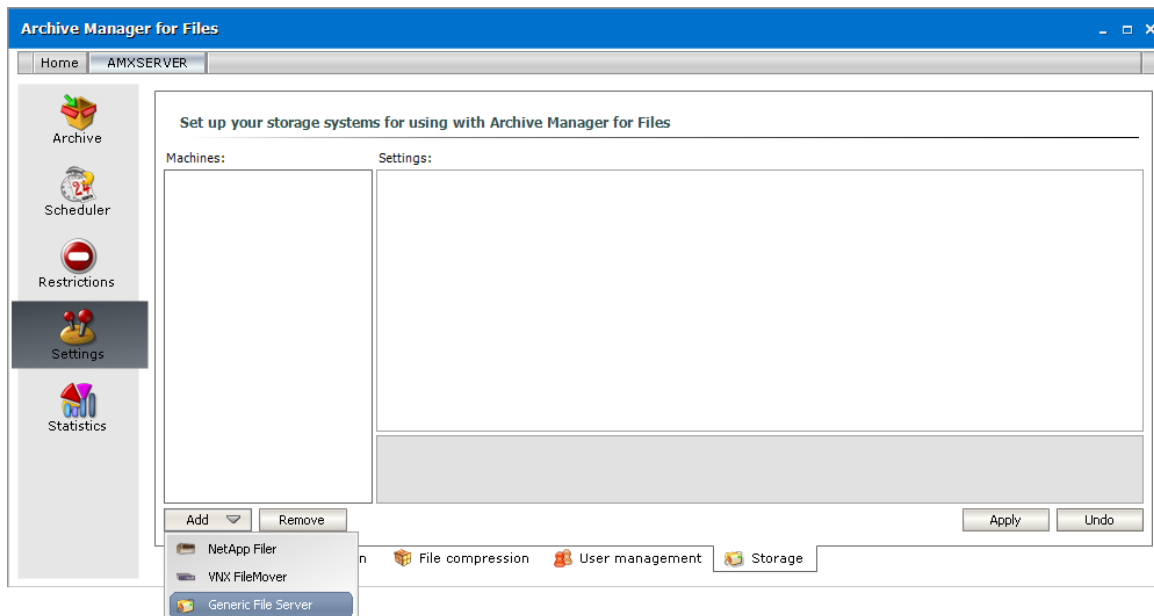 Archive Manager for Files
Home AMXSERVER
Archive
Scheduler
Restrictions
Settings
Statistics
Set up your storage systems for using with Archive Manager for Files
Machines: Settings:
Add Remove Apply Undo
NetApp Filer
VNX FileMover
Generic File Server
n File compression User management Storage